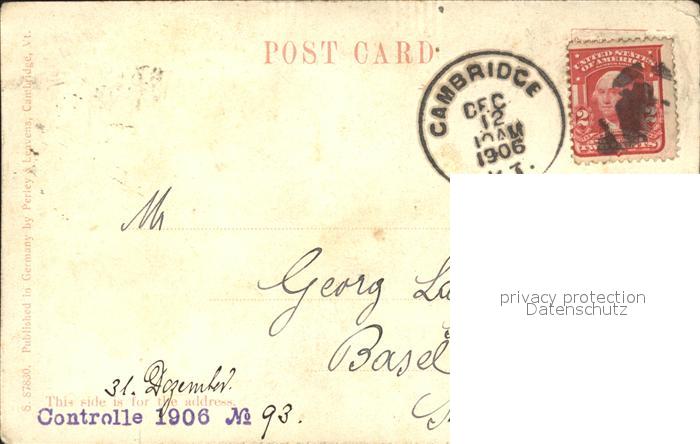 POST CARD
CAMBRIDGE
DEC
12
10AM
1906
VT.
UNITED STATES
OF AMERICA
2 2
S. 87830. Published in Germany by Perley Cambridge, Vt.
Mr
Georg
privacy protection
Datenschutz
Basel
31. Dezember.
This side is for the address.
Controlle 1906 No 93.